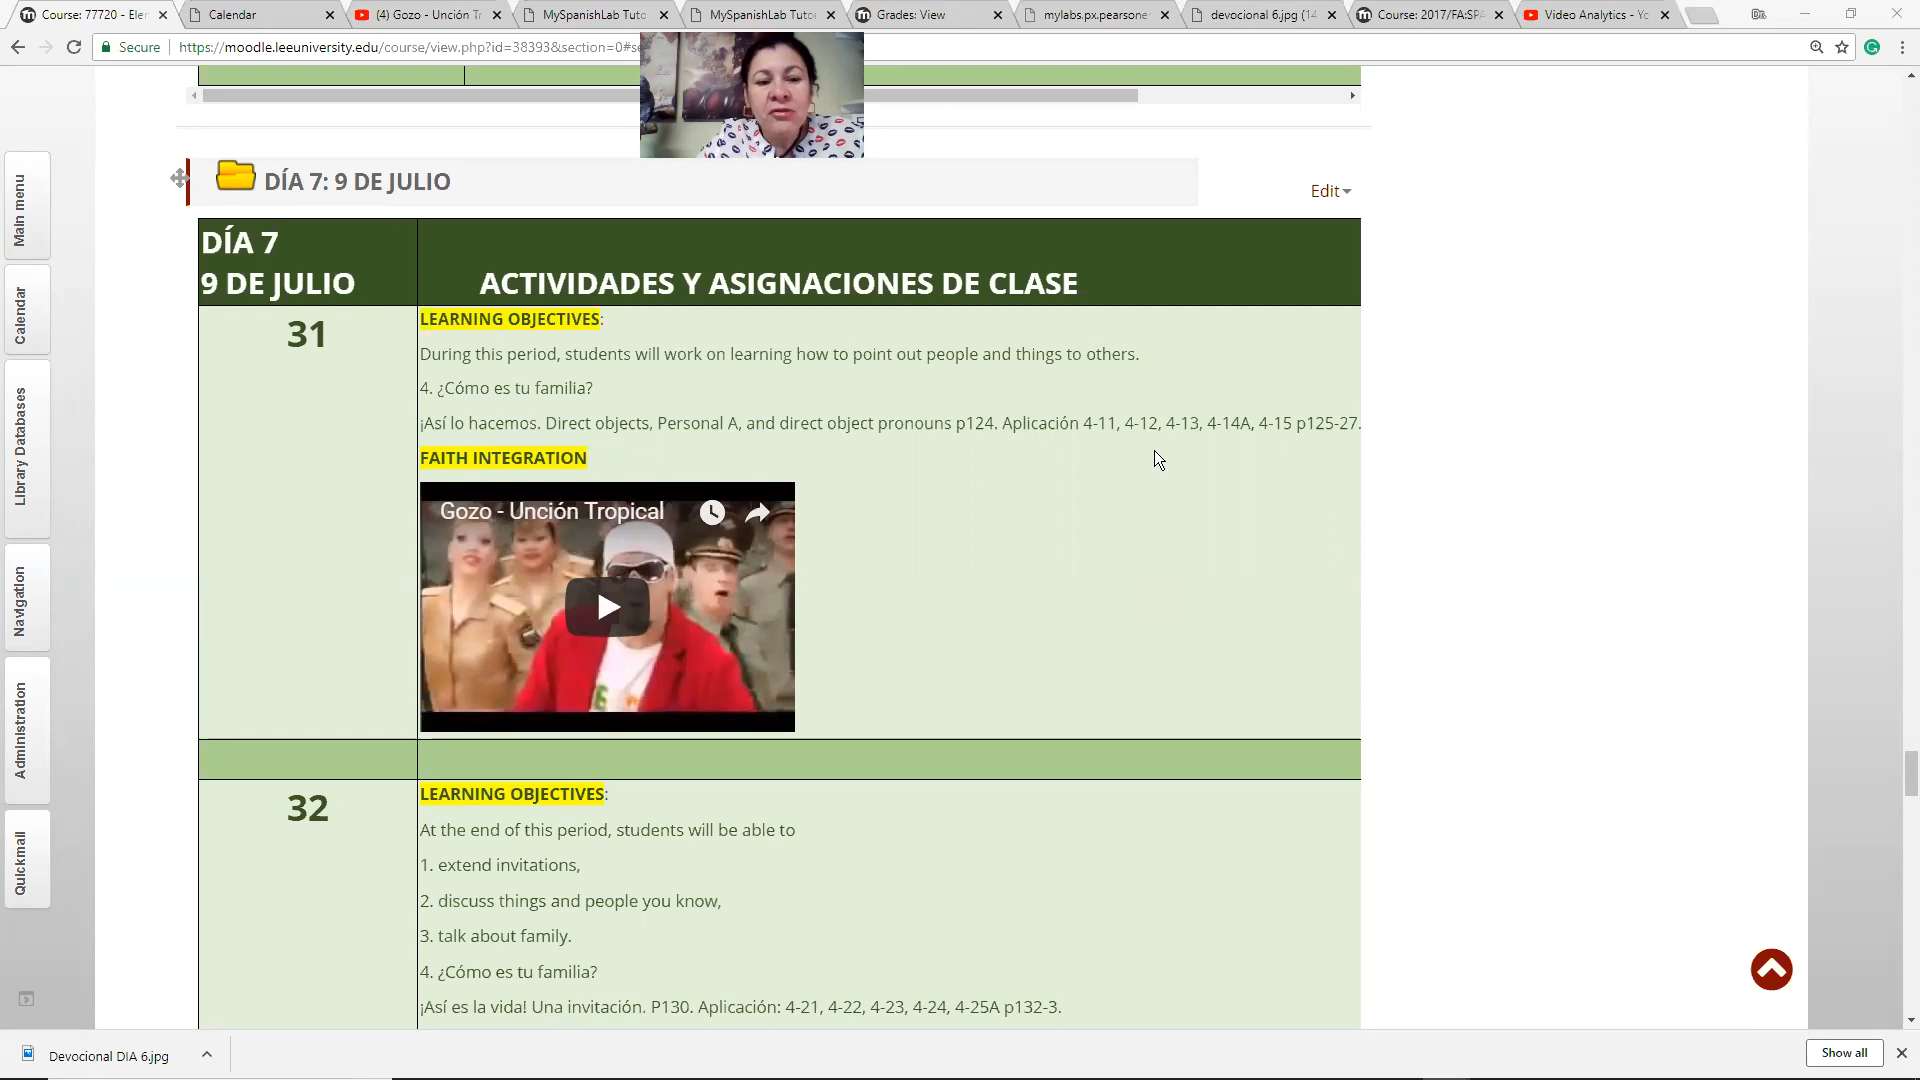 Course: 77720 - Eler
Calendar
(4) Gozo - Unción Tr
MySpanishLab Tuto
MySpanishLab Tuto
Grades: View
mylabs.px.pearsone
devocional 6.jpg (14
Course: 2017/FA:SPA
Video Analytics - Yo
Secure
https://moodle.leeuniversity.edu/course/view.php?id=38393&section=0#se
DÍA 7: 9 DE JULIO
Edit
DÍA 7
9 DE JULIO
ACTIVIDADES Y ASIGNACIONES DE CLASE
31
LEARNING OBJECTIVES:
During this period, students will work on learning how to point out people and things to others.
4. ¿Cómo es tu familia?
¡Así lo hacemos. Direct objects, Personal A, and direct object pronouns p124. Aplicación 4-11, 4-12, 4-13, 4-14A, 4-15 p125-27.
FAITH INTEGRATION
Gozo - Unción Tropical
32
LEARNING OBJECTIVES:
At the end of this period, students will be able to
1. extend invitations,
2. discuss things and people you know,
3. talk about family.
4. ¿Cómo es tu familia?
¡Así es la vida! Una invitación. P130. Aplicación: 4-21, 4-22, 4-23, 4-24, 4-25A p132-3.
Main menu
Calendar
Library Databases
Navigation
Administration
Quickmail
Devocional DIA 6.jpg
Show all